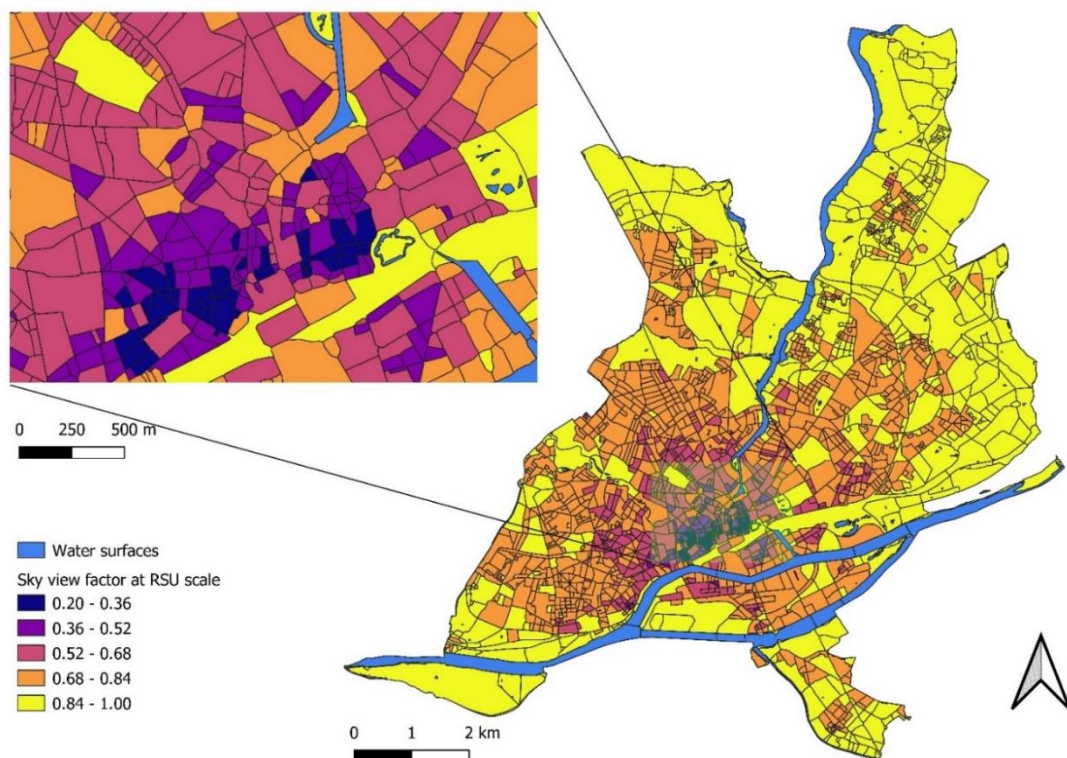 0 250 500 m
Water surfaces
Sky view factor at RSU scale
0.20 - 0.36
0.36 - 0.52
0.52 - 0.68
0.68 - 0.84
0.84 - 1.00
0 1 2 km